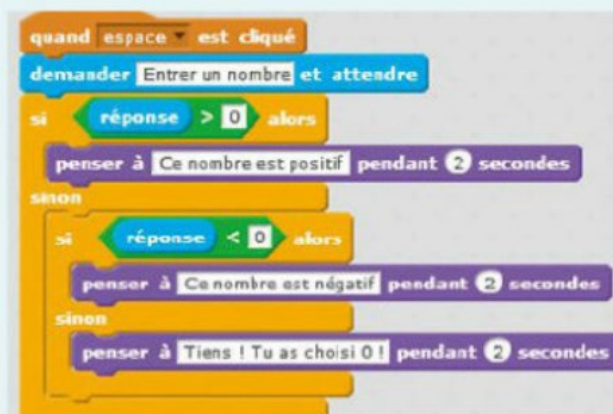 quand espace est cliqué
demander Entrer un nombre et attendre
si réponse > 0 alors
penser à Ce nombre est positif pendant 2 secondes
sinon
si réponse < 0 alors
penser à Ce nombre est négatif pendant 2 secondes
sinon
penser à Tiens ! Tu as choisi 0 ! pendant 2 secondes